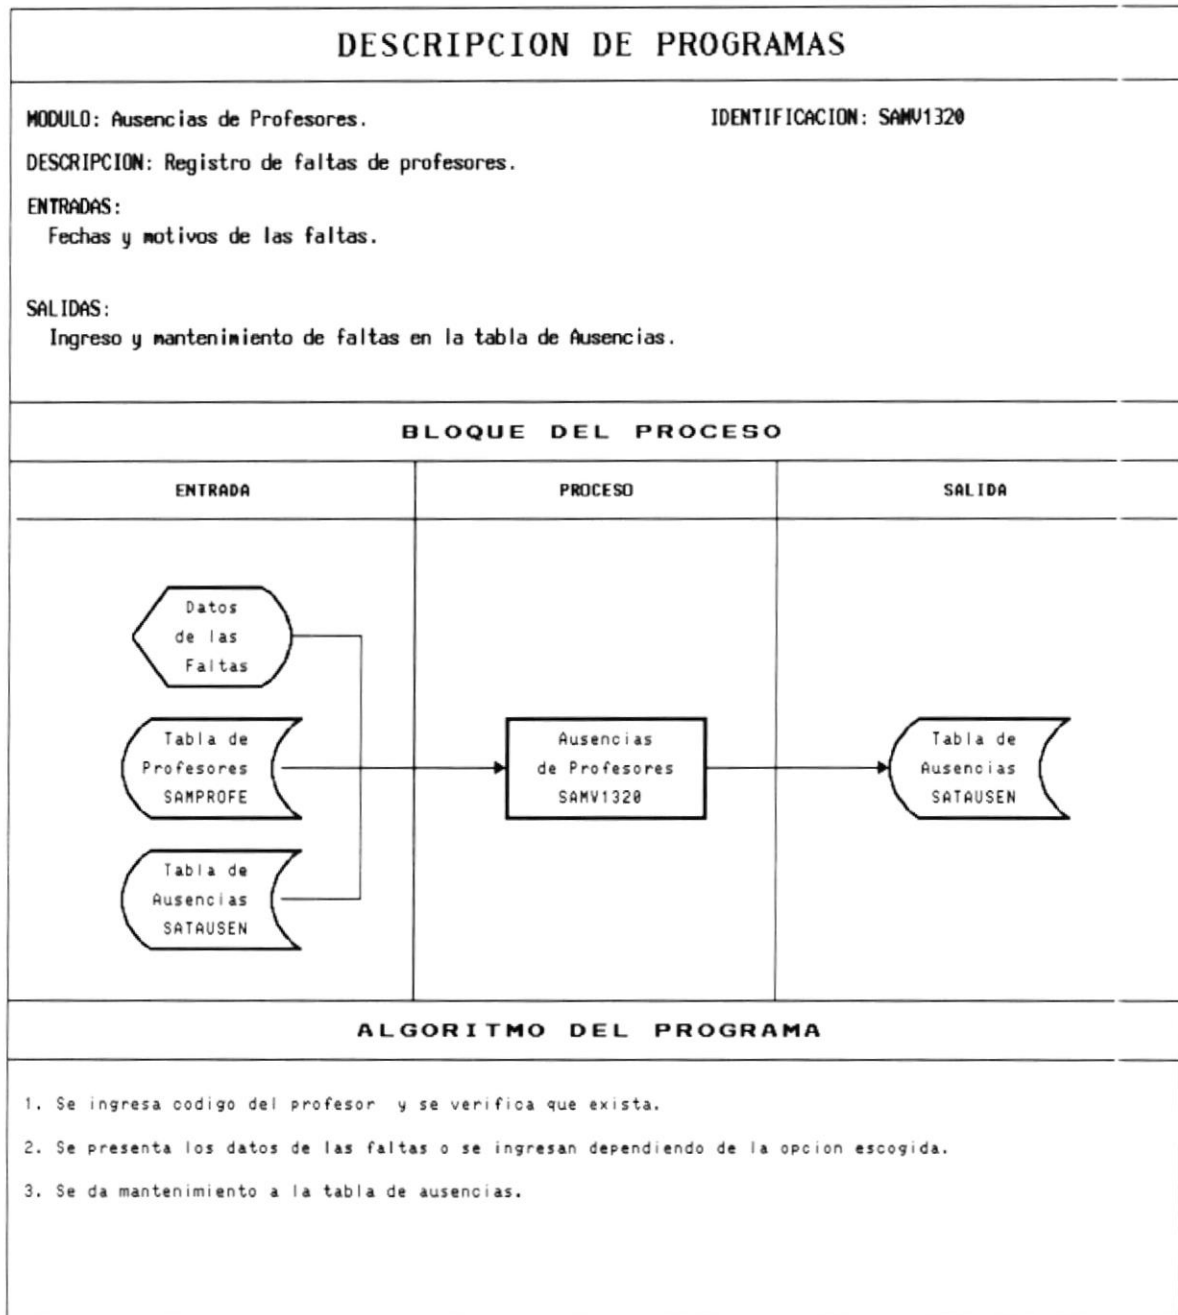 DESCRIPCION DE PROGRAMAS
MODULO: Ausencias de Profesores.
IDENTIFICACION: SAMV1320
DESCRIPCION: Registro de faltas de profesores.
ENTRADAS:
Fechas y motivos de las faltas.
SALIDAS:
Ingreso y mantenimiento de faltas en la tabla de Ausencias.
BLOQUE DEL PROCESO
ENTRADA
PROCESO
SALIDA
Datos
de las
Faltas
Tabla de
Profesores
SAMPROFE
Tabla de
Ausencias
SATAUSEN
Ausencias
de Profesores
SAMV1320
Tabla de
Ausencias
SATAUSEN
ALGORITMO DEL PROGRAMA
1. Se ingresa codigo del profesor y se verifica que exista.
2. Se presenta los datos de las faltas o se ingresan dependiendo de la opcion escogida.
3. Se da mantenimiento a la tabla de ausencias.